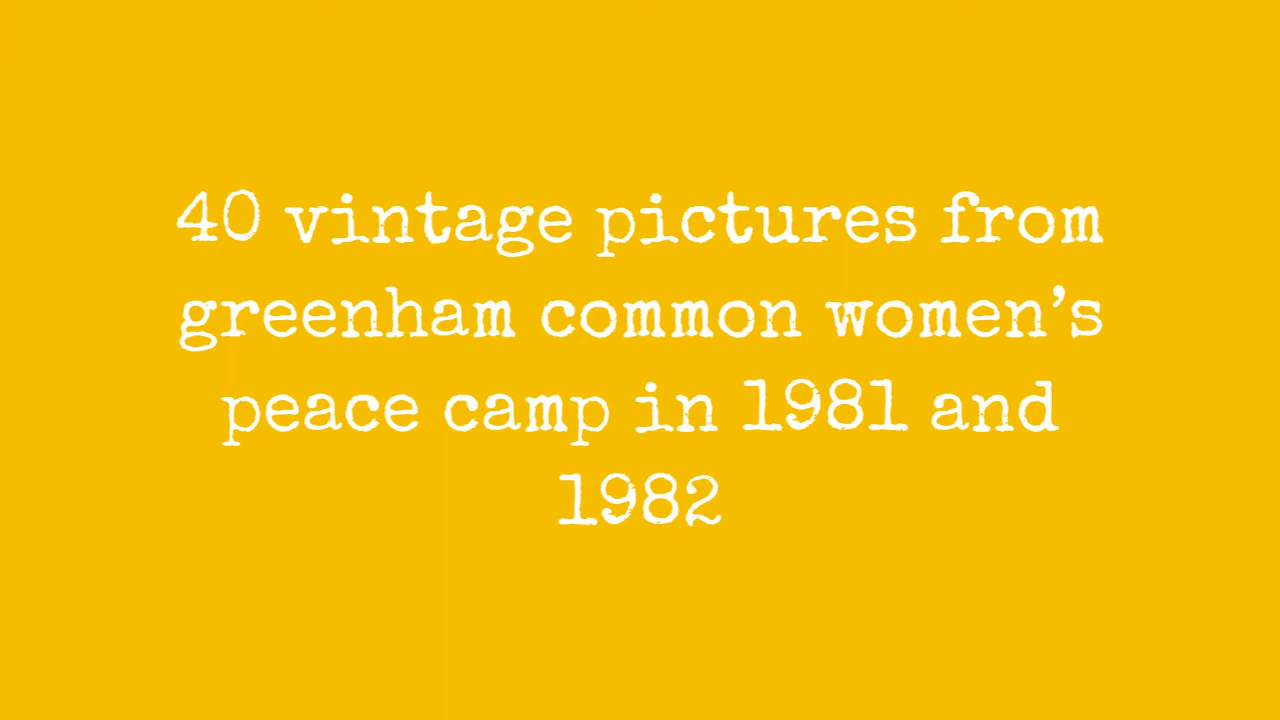 40 vintage pictures from
greenham common women’s
peace camp in 1981 and
1982